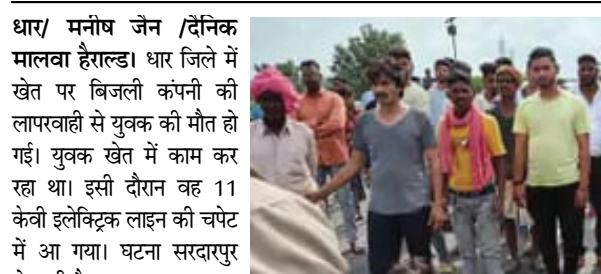 धार/ मनीष जैन /दैनिक
मालवा हैराल्ड। धार जिले में
खेत पर बिजली कंपनी की
लापरवाही से युवक की मौत हो
गई। युवक खेत में काम कर
रहा था। इसी दौरान वह 11
केवी इलेक्ट्रिक लाइन की चपेट
में आ गया। घटना सरदारपुर